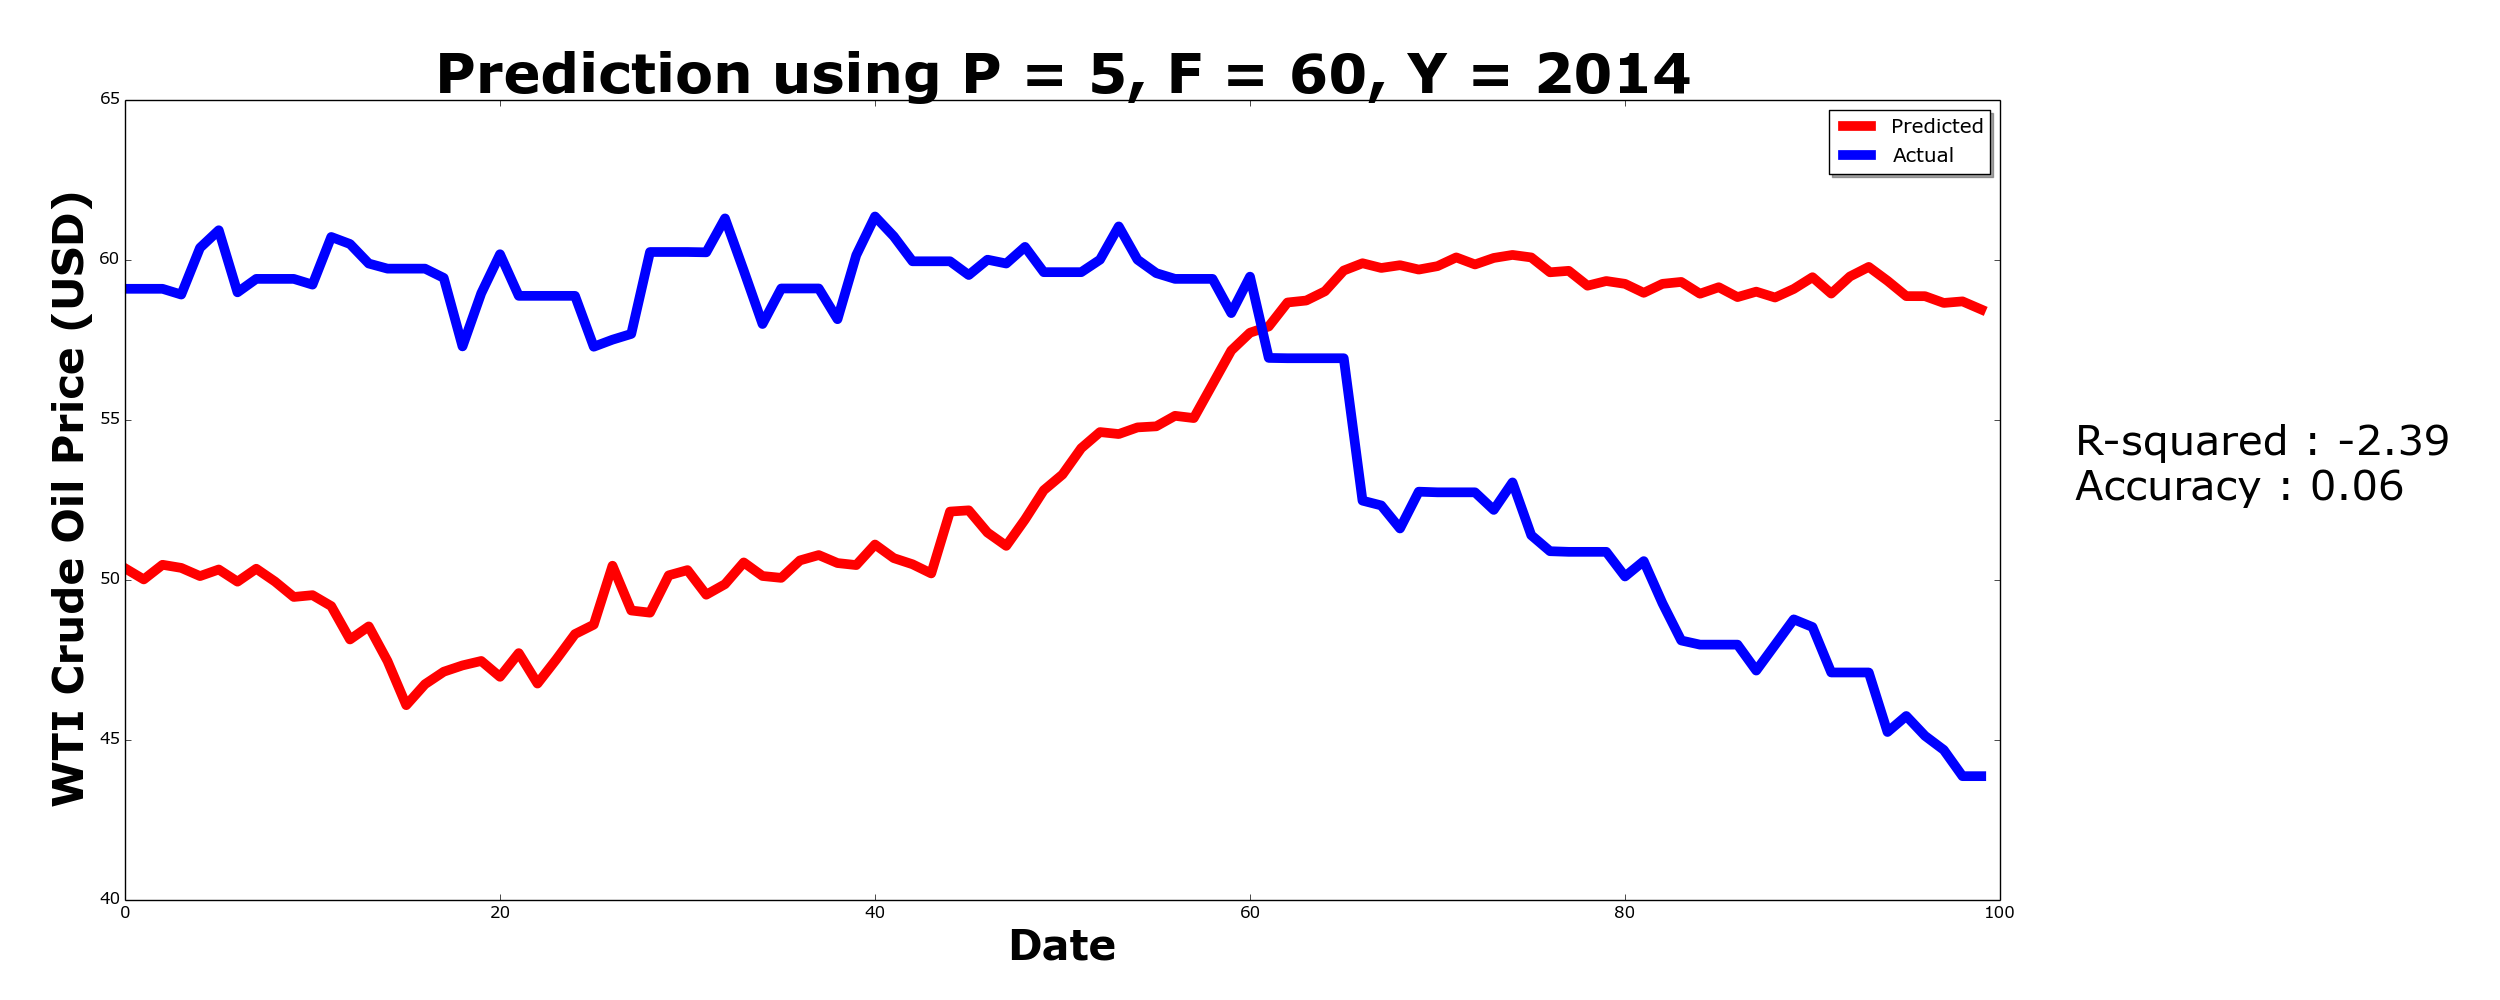 Prediction using P = 5, F = 60, Y = 2014
65
60
55
50
45
40
WTI Crude Oil Price (USD)
Predicted
Actual
R-squared : -2.39
Accuracy : 0.06
0 20 40 60 80 100
Date